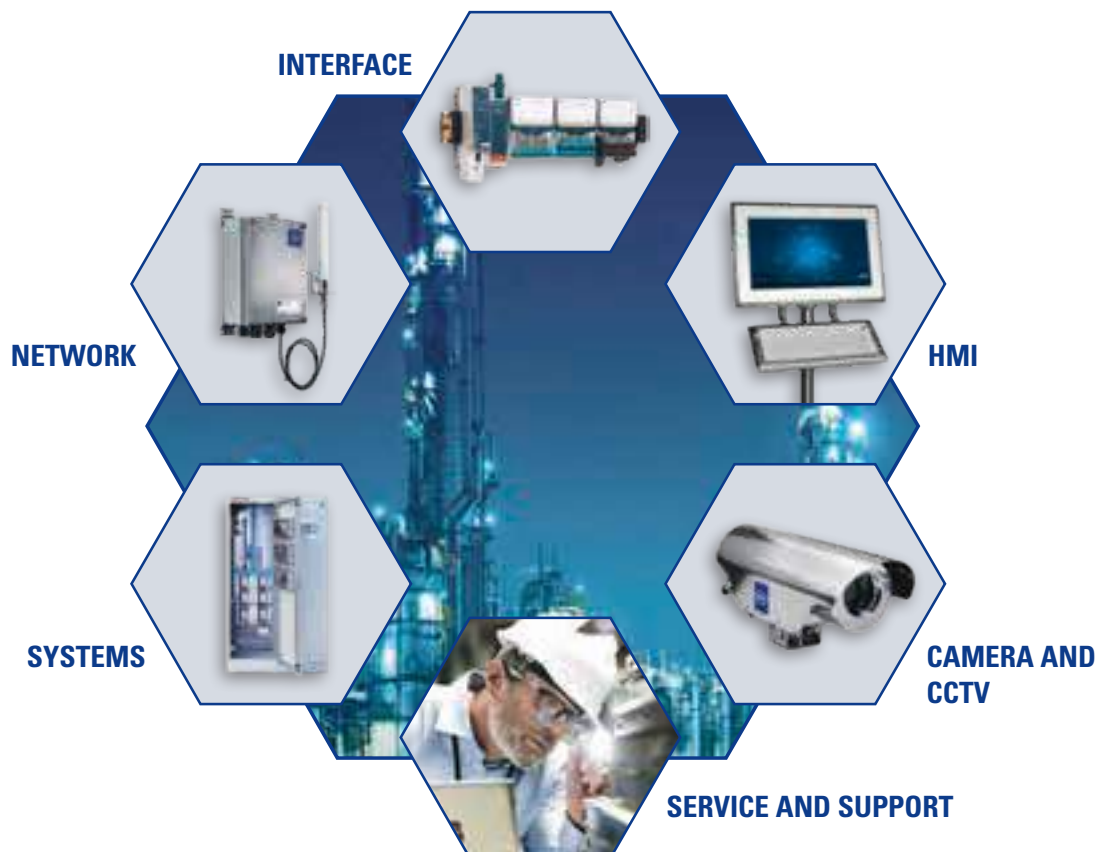 INTERFACE
NETWORK
HMI
SYSTEMS
CAMERA AND
CCTV
SERVICE AND SUPPORT